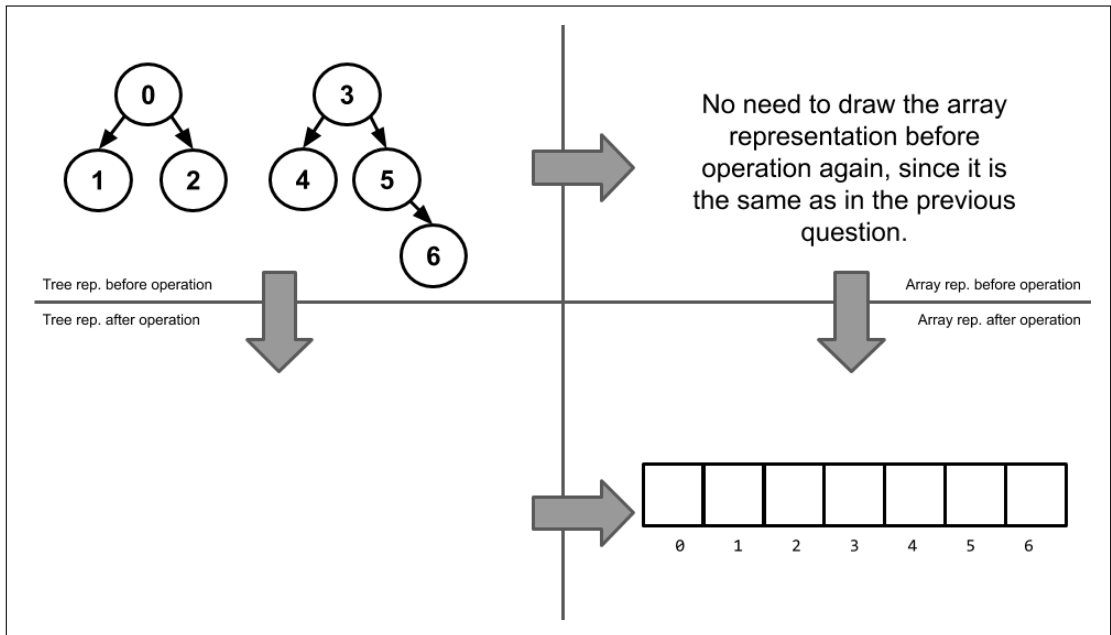 0
3
1
2
4
5
6
No need to draw the array
representation before
operation again, since it is
the same as in the previous
question.
Tree rep. before operation
Array rep. before operation
Tree rep. after operation
Array rep. after operation
0 1 2 3 4 5 6